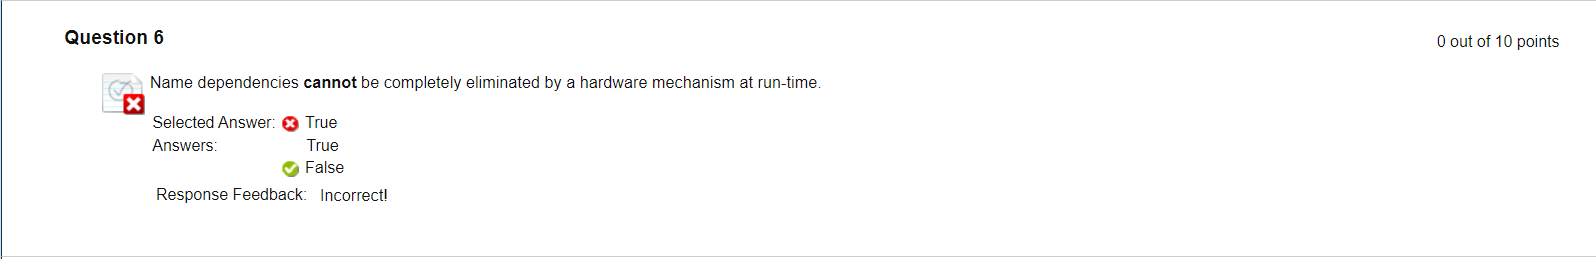 Question 6
0 out of 10 points
Name dependencies cannot be completely eliminated by a hardware mechanism at run-time.
Selected Answer: True
Answers: True
False
Response Feedback: Incorrect!